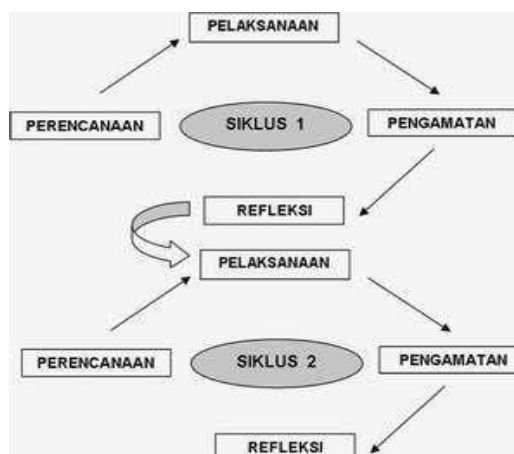 PELAKSANAAN
PERENCANAAN
SIKLUS 1
PENGAMATAN
REFLEKSI
PELAKSANAAN
PERENCANAAN
SIKLUS 2
PENGAMATAN
REFLEKSI